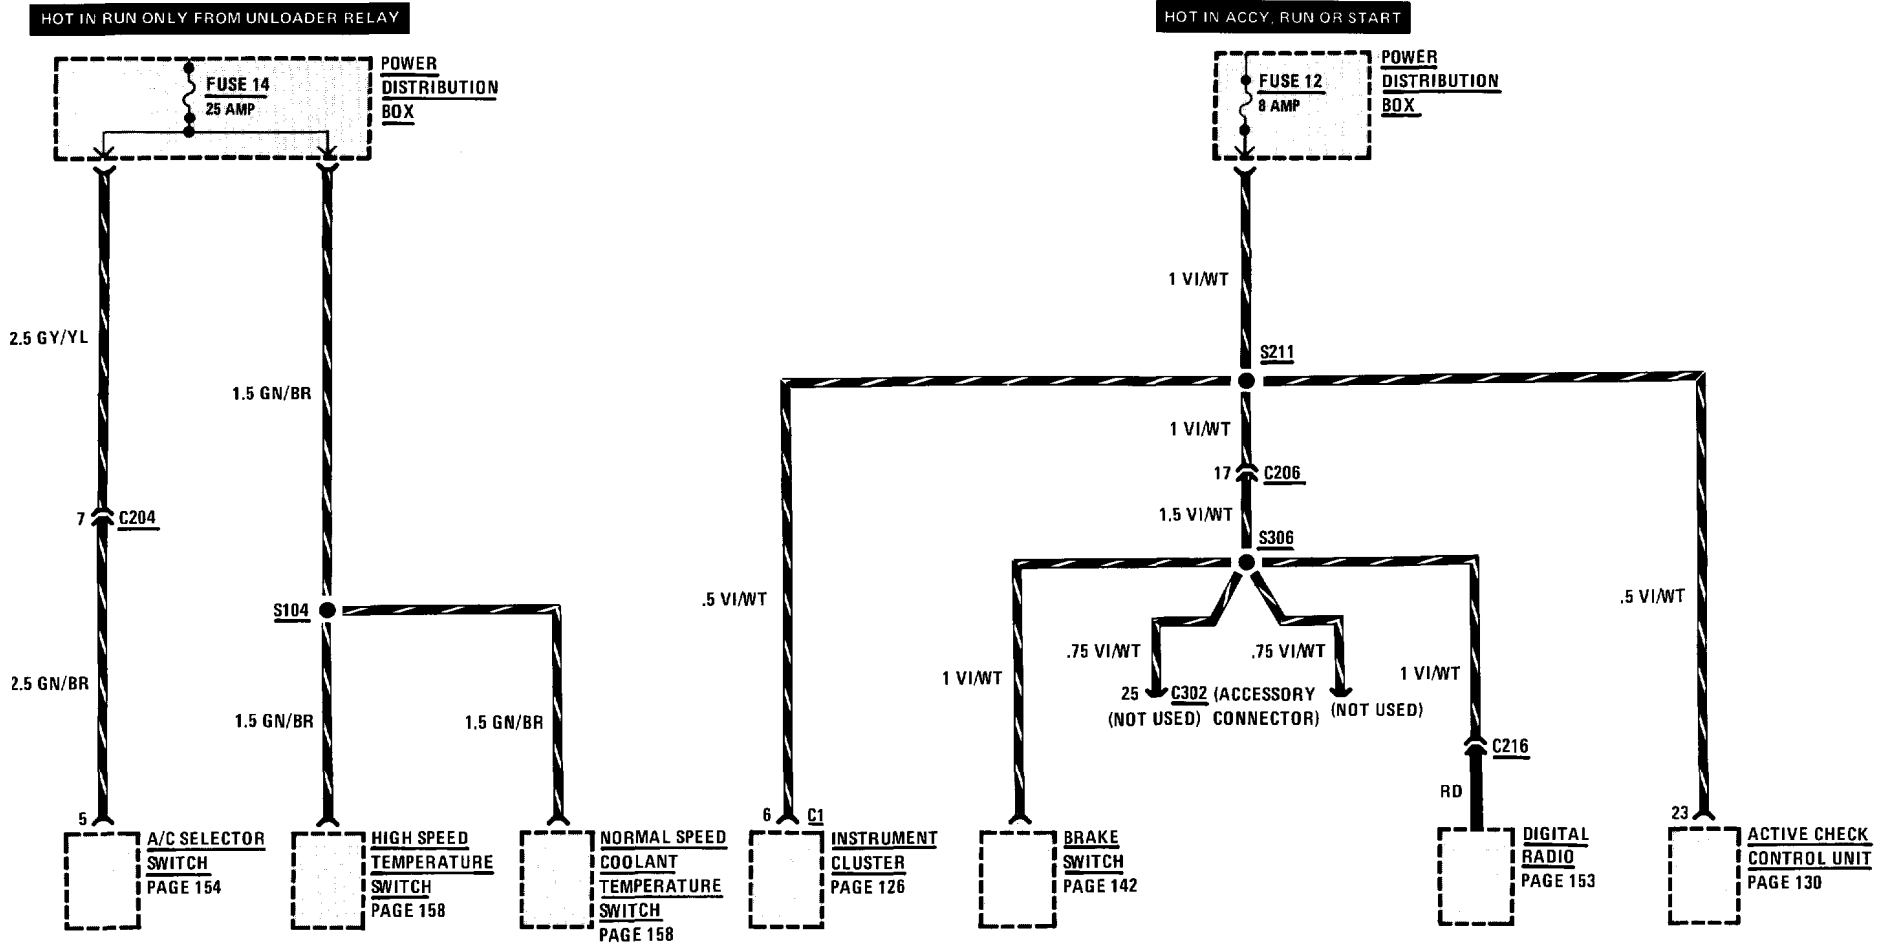 HOT IN RUN ONLY FROM UNLOADER RELAY
HOT IN ACCY, RUN OR START
FUSE 14
25 AMP
POWER
DISTRIBUTION
BOX
FUSE 12
8 AMP
POWER
DISTRIBUTION
BOX
1 VI/WT
2.5 GY/YL
S211
1.5 GN/BR
1 VI/WT
17
C206
7
C204
1.5 VI/WT
S306
.5 VI/WT
.5 VI/WT
S104
.75 VI/WT
.75 VI/WT
1 VI/WT
1 VI/WT
2.5 GN/BR
25
C302 (ACCESSORY
(NOT USED) CONNECTOR)
(NOT USED)
1.5 GN/BR
1.5 GN/BR
C216
RD
5
A/C SELECTOR
SWITCH
PAGE 154
HIGH SPEED
TEMPERATURE
SWITCH
PAGE 158
NORMAL SPEED
COOLANT
TEMPERATURE
SWITCH
PAGE 158
6
C1
INSTRUMENT
CLUSTER
PAGE 126
BRAKE
SWITCH
PAGE 142
DIGITAL
RADIO
PAGE 153
23
ACTIVE CHECK
CONTROL UNIT
PAGE 130